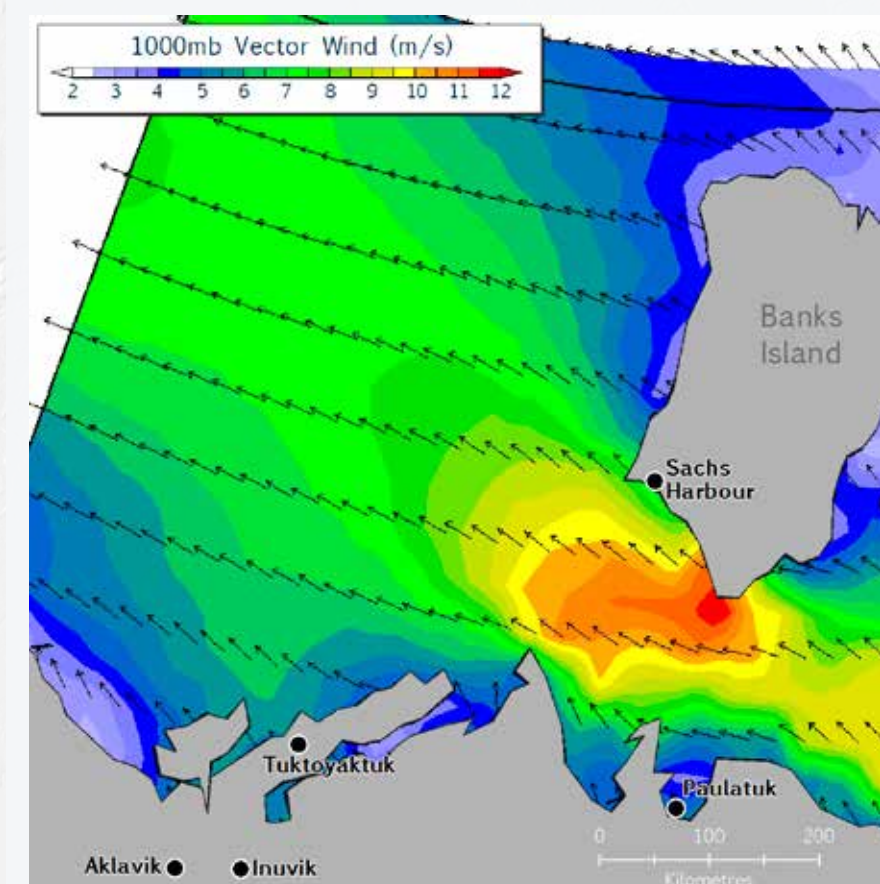 1000mb Vector Wind (m/s)
2 3 4 5 6 7 8 9 10 11 12
Banks
Island
Sachs
Harbour
Tuktoyaktuk
Paulatuk
0 100 200
Kilometres
Aklavik
Inuvik